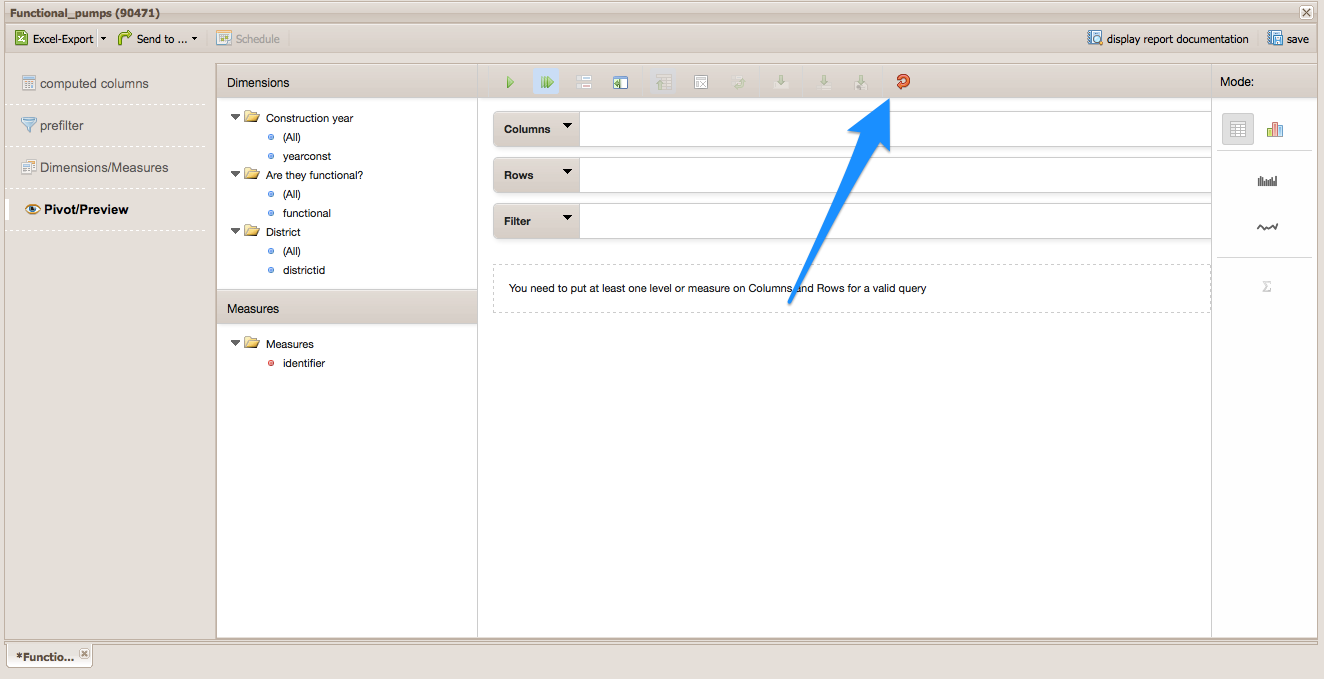 Functional_pumps (90471)
Excel-Export Send to ... Schedule display report documentation save
computed columns
prefilter
Dimensions/Measures
Pivot/Preview
Dimensions
Construction year
(All)
yearconst
Are they functional?
(All)
functional
District
(All)
districtid
Measures
Measures
identifier
Columns
Rows
Filter
You need to put at least one level or measure on Columns and Rows for a valid query
Mode:
Σ
*Functio...